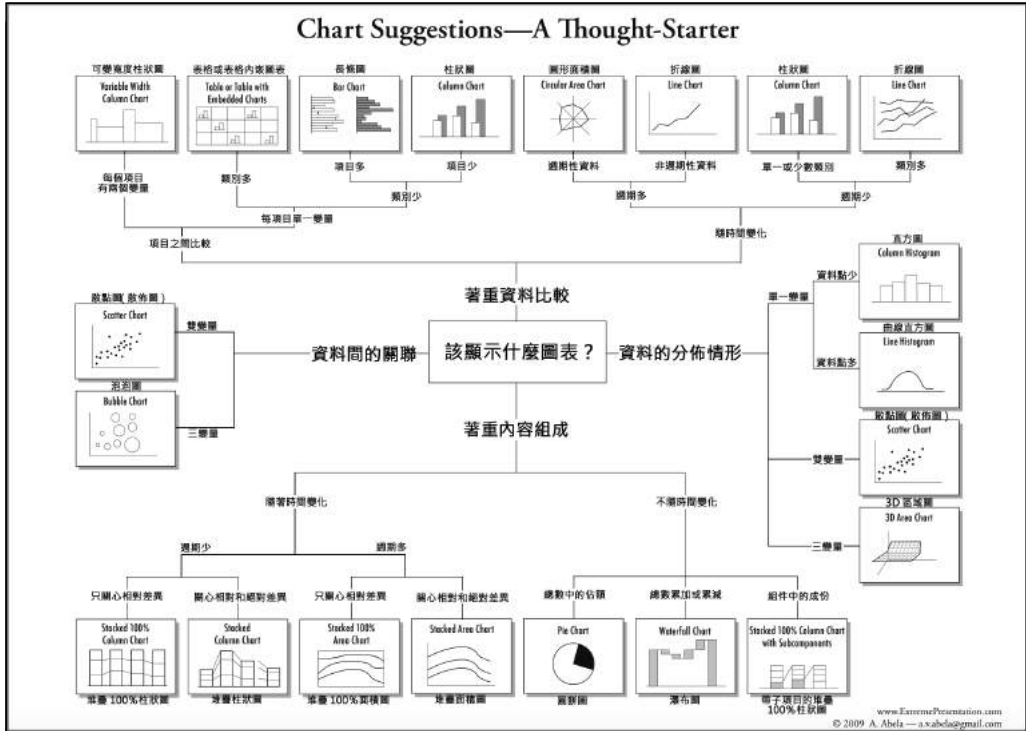 Chart Suggestions—A Thought-Starter
可變寬度柱狀圖
Variable Width
Column Chart
表格或表格內嵌圖表
Table or Table with
Embedded Charts
長條圖
Bar Chart
柱狀圖
Column Chart
圓形面積圖
Circular Area Chart
折線圖
Line Chart
柱狀圖
Column Chart
折線圖
Line Chart
每個項目
有兩個變量
類別多
項目多
項目少
週期性資料
非週期性資料
單一或少數類別
類別多
類別少
週期多
週期少
每項目單一變量
項目之間比較
隨時間變化
著重資料比較
散點圖(散佈圖)
Scatter Chart
雙變量
泡泡圖
Bubble Chart
三變量
資料間的關聯
該顯示什麼圖表？
資料的分佈情形
單一變量
資料點少
直方圖
Column Histogram
資料點多
曲線直方圖
Line Histogram
雙變量
散點圖(散佈圖)
Scatter Chart
三變量
3D 區域圖
3D Area Chart
著重內容組成
隨著時間變化
不隨時間變化
週期少
週期多
只關心相對差異
關心相對和絕對差異
只關心相對差異
關心相對和絕對差異
總數中的佔額
總數累加或累減
組件中的成份
Stacked 100%
Column Chart
堆疊 100%柱狀圖
Stacked
Column Chart
堆疊柱狀圖
Stacked 100%
Area Chart
堆疊 100%面積圖
Stacked Area Chart
堆疊面積圖
Pie Chart
圓餅圖
Waterfall Chart
瀑布圖
Stacked 100% Column Chart
with Subcomponents
帶子項目的堆疊
100%柱狀圖
www.ExtremePresentation.com
© 2009 A. Abela — a.v.abela@gmail.com